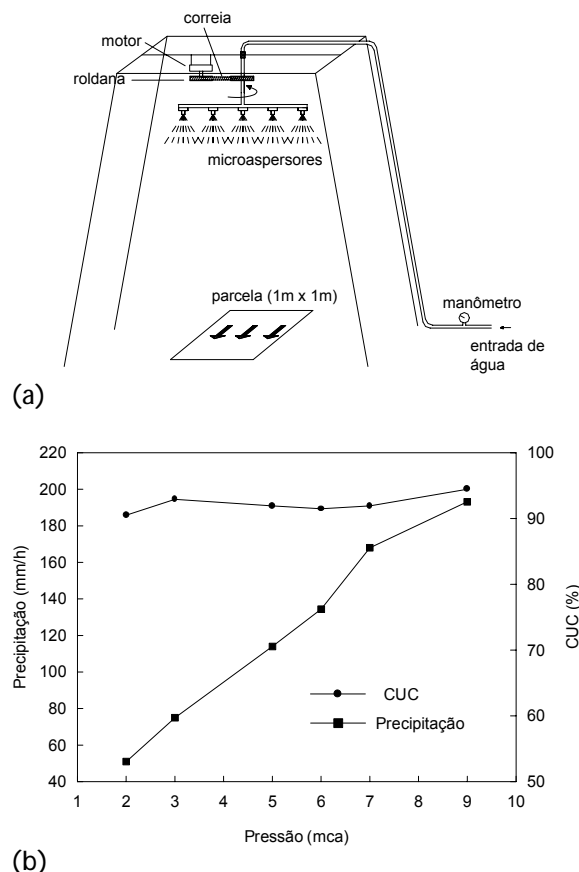 correia
motor
roldana
microaspersores
parcela (1m x 1m)
manômetro
entrada de
água
(a)
220
200
180
160
140
120
100
80
60
40
Precipitação (mm/h)
100
90
80
70
60
50
CUC (%)
CUC
Precipitação
1 2 3 4 5 6 7 8 9 10
Pressão (mca)
(b)